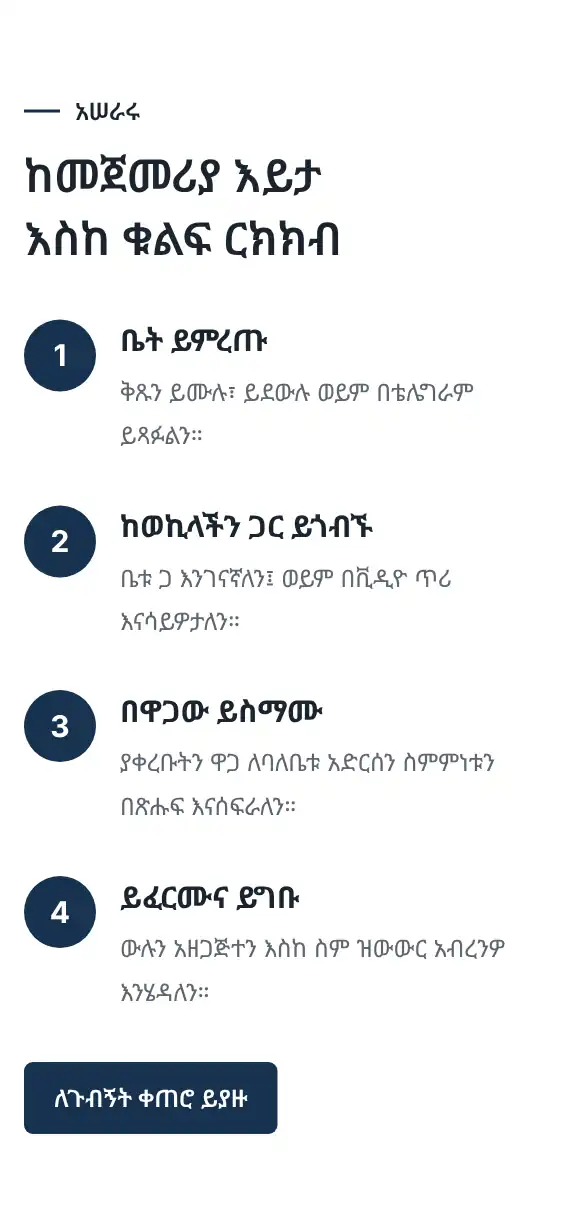 አሠራሩ
ከመጀመሪያ እይታ
እስከ ቁልፍ ርክክብ
1
ቤት ይምረጡ
ቅጹን ይሙሉ፣ ይደውሉ ወይም በቴሌግራም
ይጻፉልን።
2
ከወኪላችን ጋር ይጎብኙ
ቤቱ ጋ እንገናኛለን፤ ወይም በቪዲዮ ጥሪ
እናሳይዎታለን።
3
በዋጋው ይስማሙ
ያቀረቡትን ዋጋ ለባለቤቱ አድርሰን ስምምነቱን
በጽሑፍ እናሰፍራለን።
4
ይፈርሙና ይግቡ
ውሉን አዘጋጅተን እስከ ስም ዝውውር አብረንዎ
እንሄዳለን።
ለጉብኝት ቀጠሮ ይያዙ